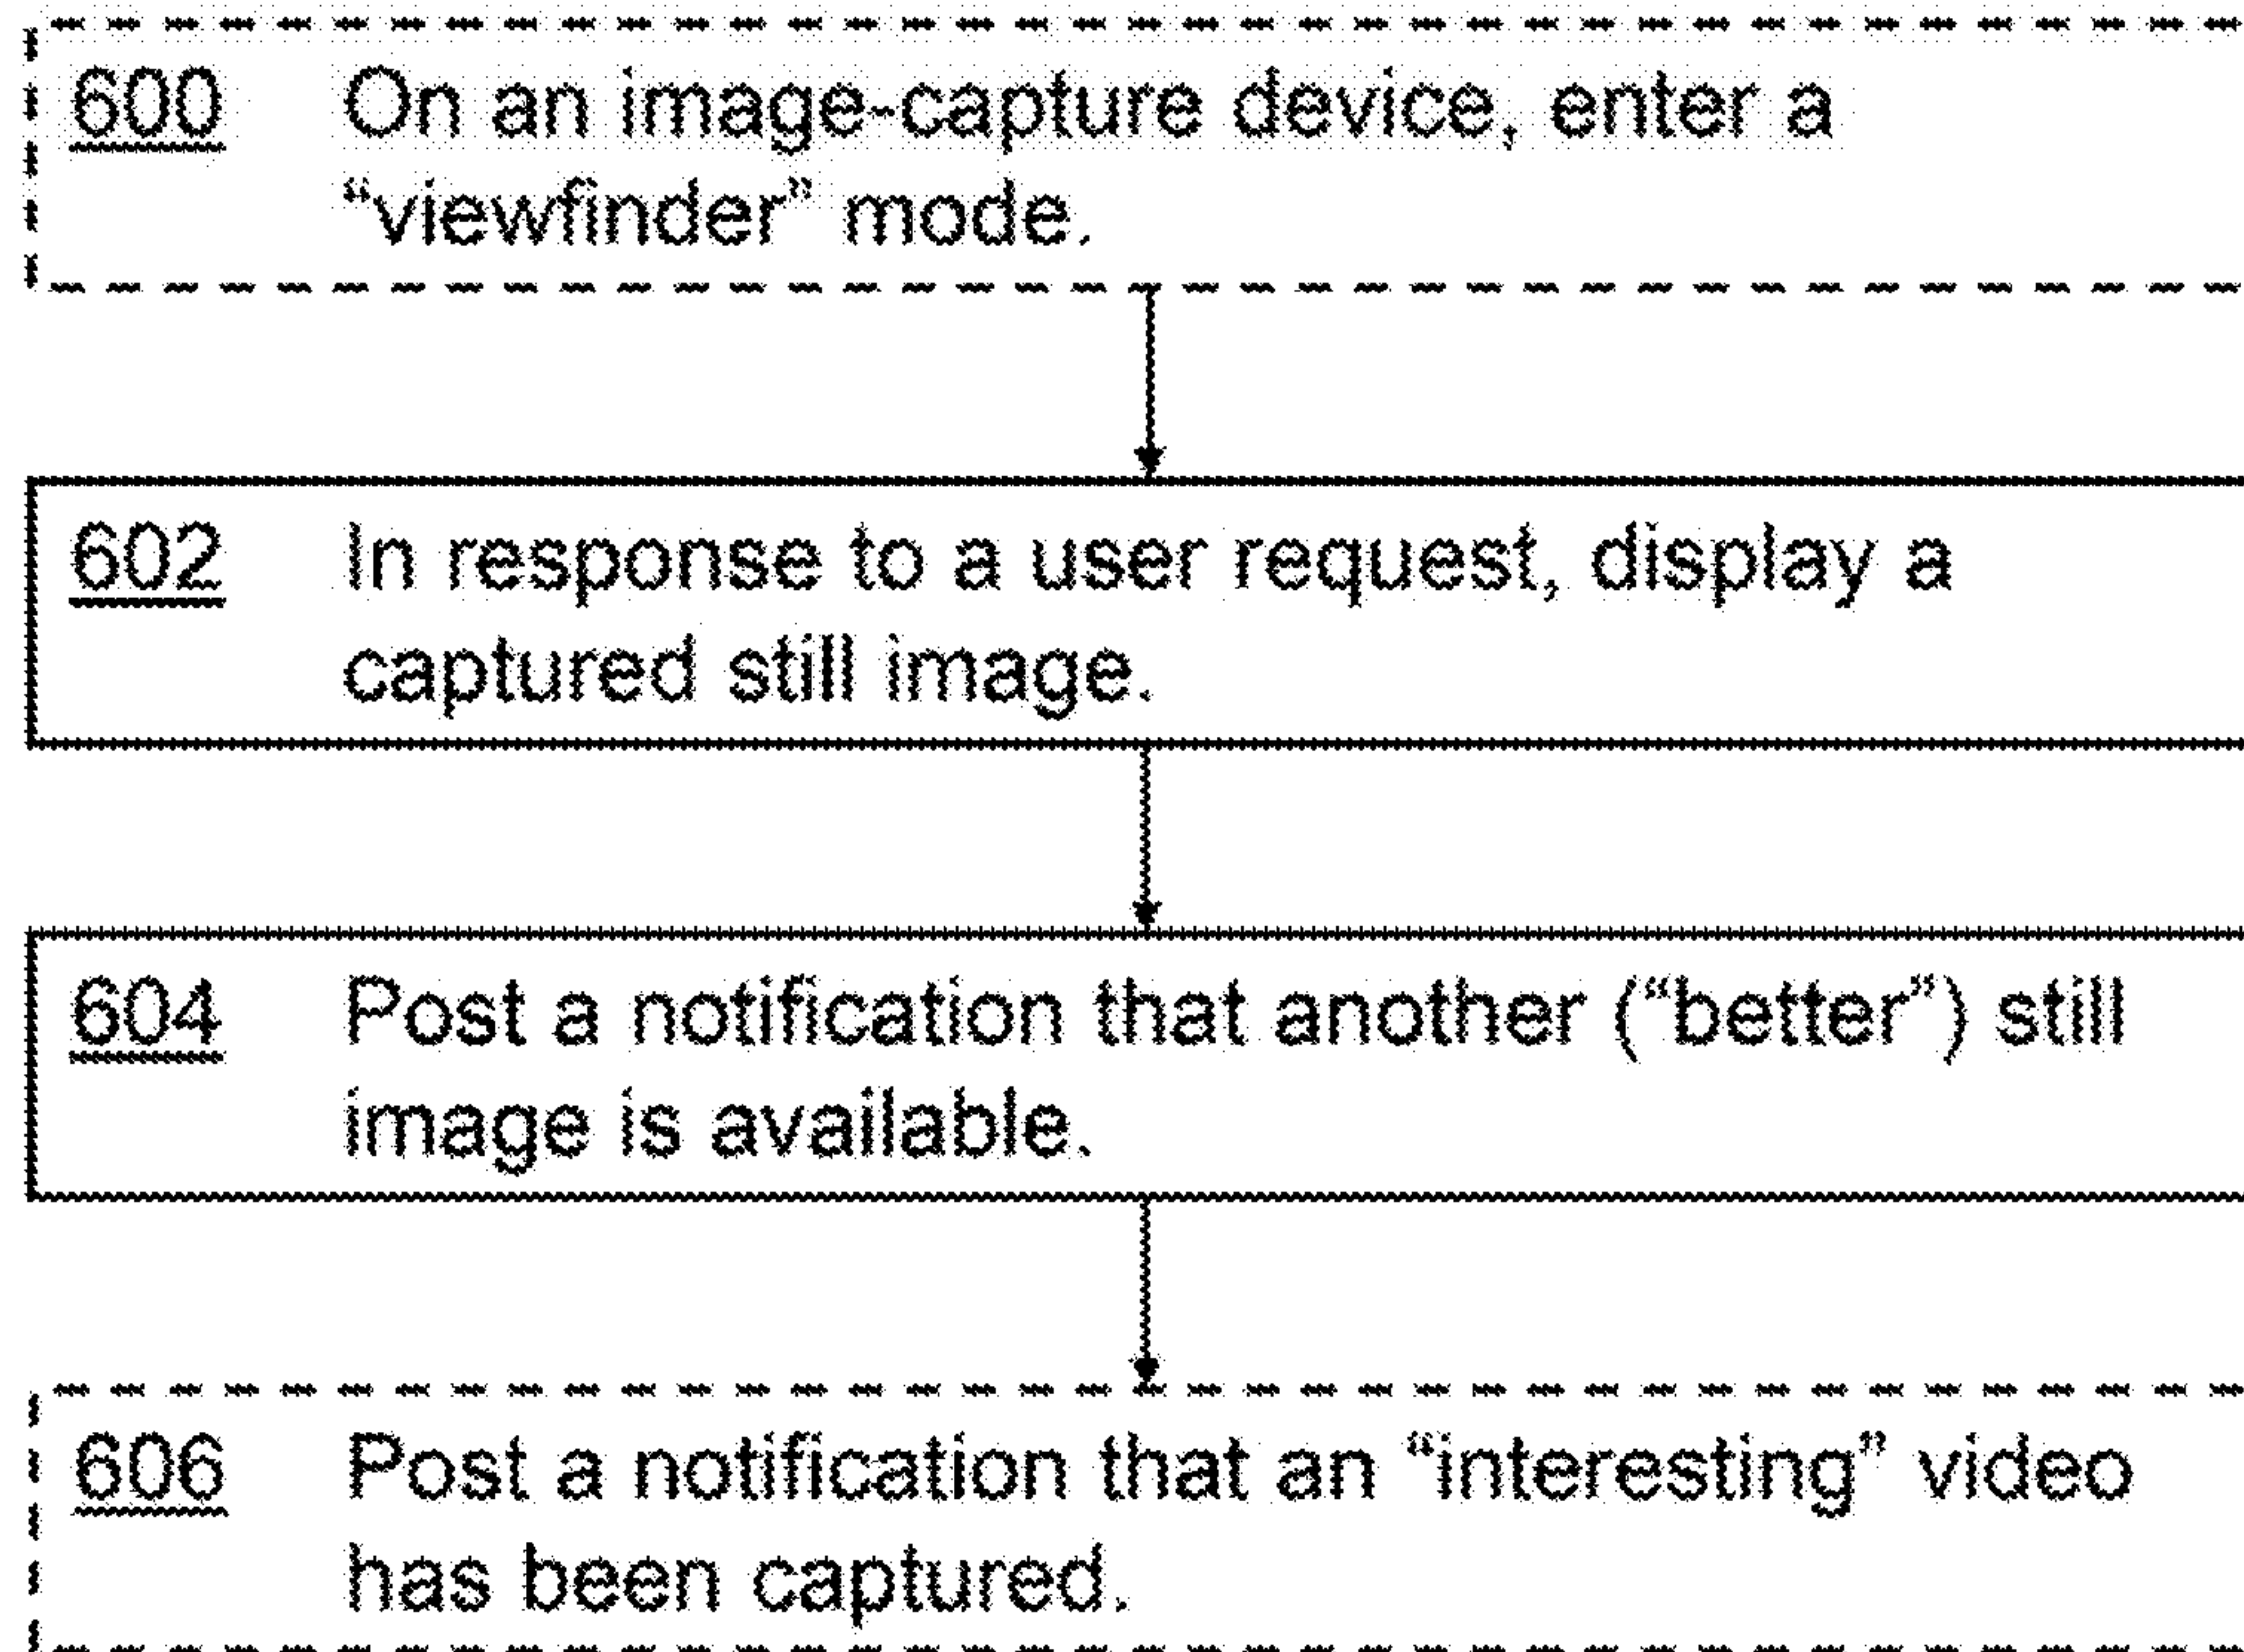 600 On an image-capture device, enter a
“viewfinder” mode.
602 In response to a user request, display a
captured still image.
604 Post a notification that another (“better”) still
image is available.
606 Post a notification that an “interesting” video
has been captured.